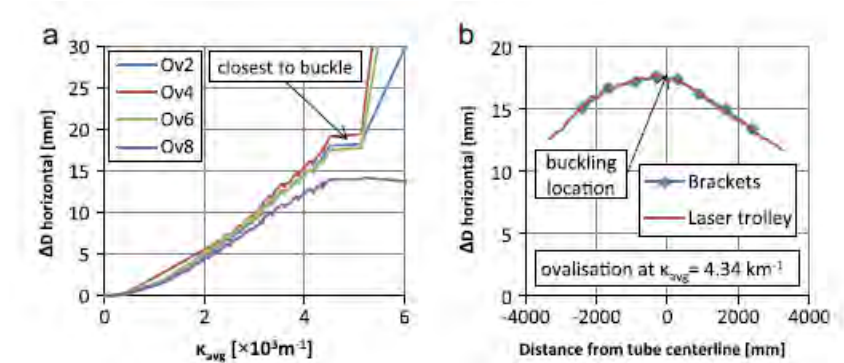 a
30
25
20
15
10
5
0
ΔD horizontal [mm]
Ov2
Ov4
Ov6
Ov8
closest to buckle
0 2 4 6
κavg [×10³m⁻¹]
b
20
15
10
5
0
ΔD horizontal [mm]
buckling
location
Brackets
Laser trolley
ovalisation at κavg= 4.34 km⁻¹
-4000 -2000 0 2000 4000
Distance from tube centerline [mm]